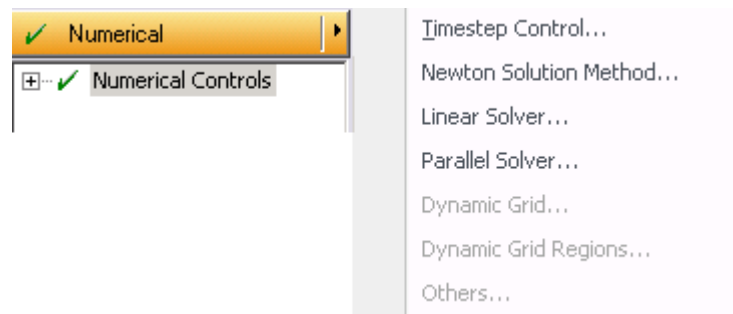 Numerical
Numerical Controls
Timestep Control...
Newton Solution Method...
Linear Solver...
Parallel Solver...
Dynamic Grid...
Dynamic Grid Regions...
Others...